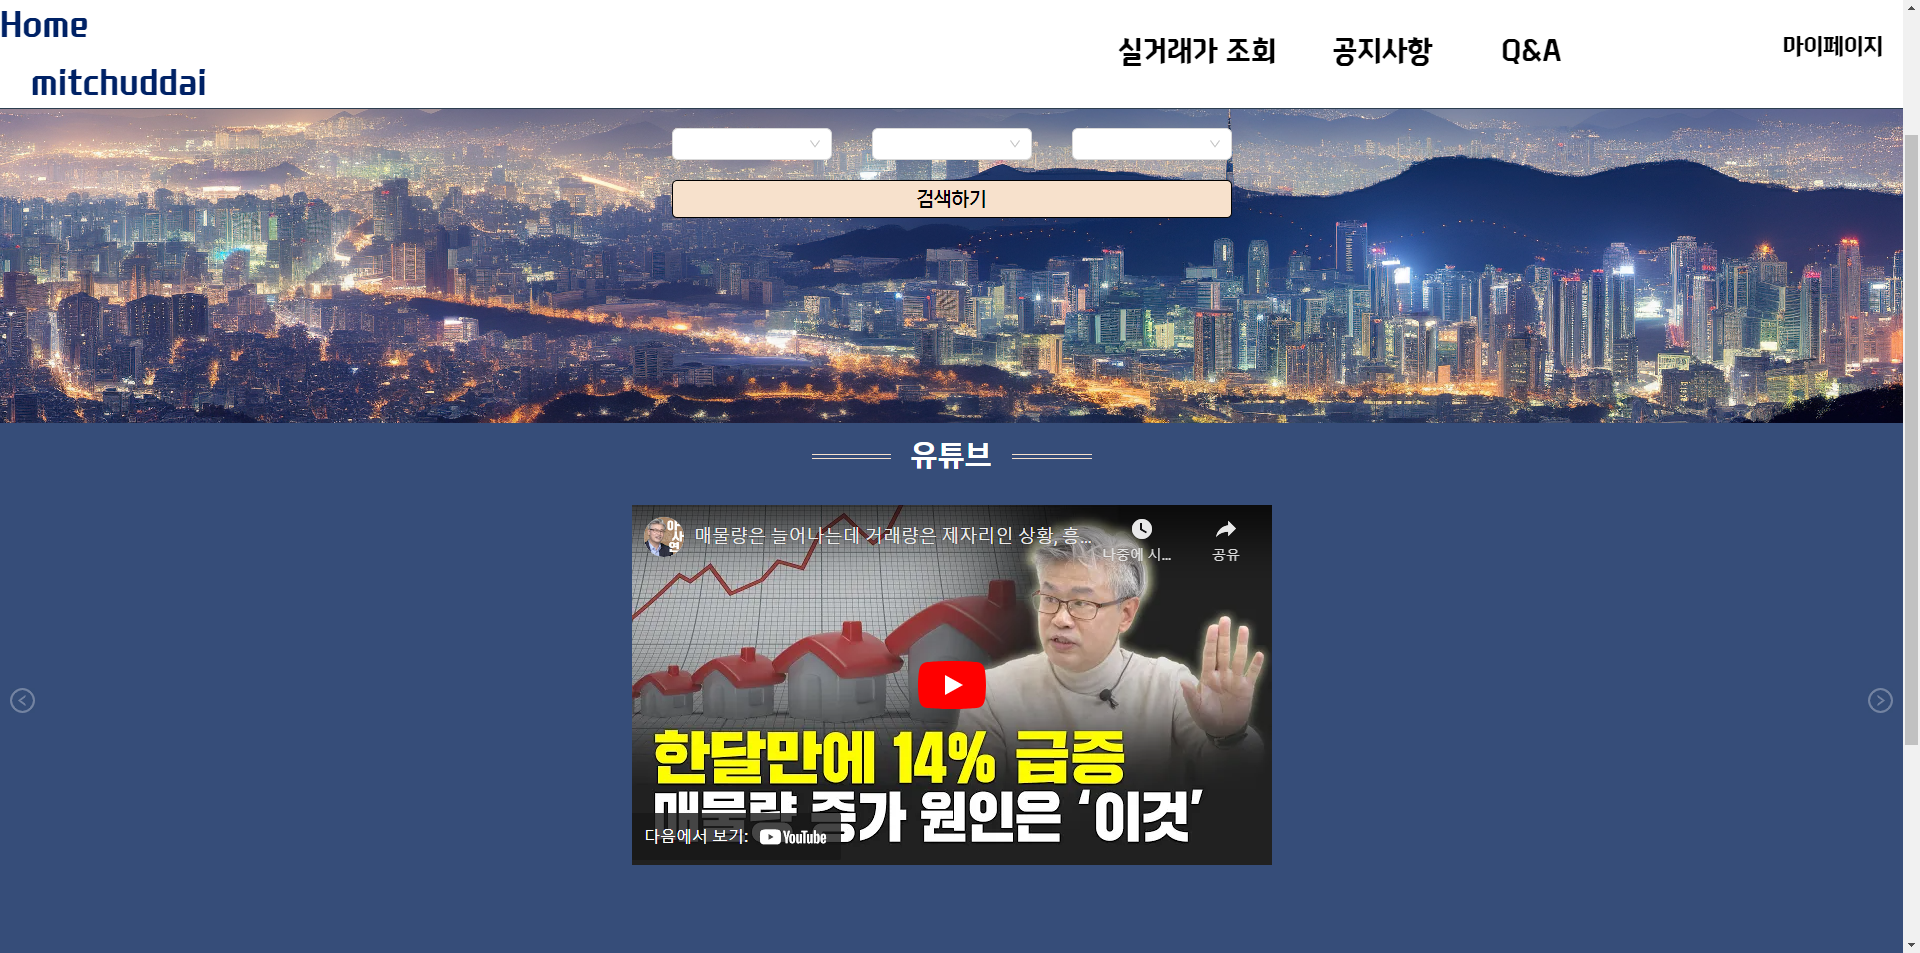 Home
mitchuddai
실거래가 조회
공지사항
Q&A
마이페이지
검색하기
유튜브
아
사
연
매물량은 늘어나는데 거래량은 제자리인 상황, 흥...
나중에 시...
공유
한달만에 14% 급증
매물량 증가 원인은 ‘이것’
다음에서 보기: YouTube